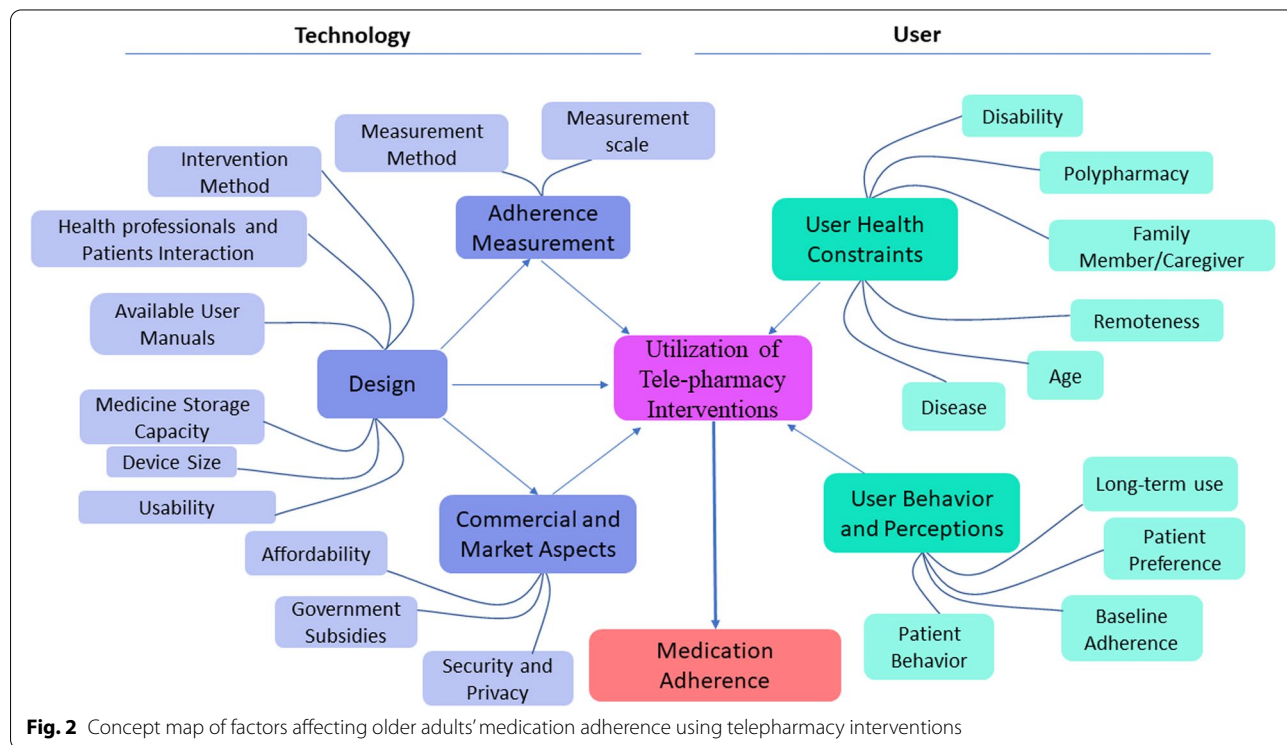 Technology
User
Measurement
Method
Measurement
scale
Intervention
Method
Health professionals and
Patients Interaction
Available User
Manuals
Medicine Storage
Capacity
Device Size
Usability
Adherence
Measurement
Design
Commercial and
Market Aspects
Affordability
Government
Subsidies
Security and
Privacy
Utilization of
Tele-pharmacy
Interventions
Medication
Adherence
Disability
Polypharmacy
Family
Member/Caregiver
User Health
Constraints
Remoteness
Age
Disease
User Behavior
and Perceptions
Long-term use
Patient
Preference
Baseline
Adherence
Patient
Behavior
Fig. 2 Concept map of factors affecting older adults’ medication adherence using telepharmacy interventions